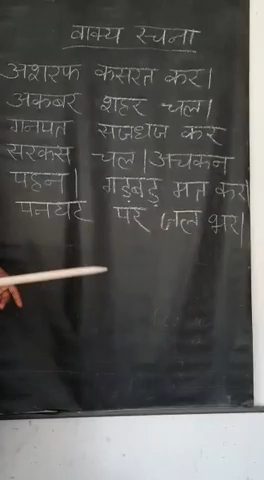 वाक्य रचना
अशरफ कसरत कर।
अकबर शहर चल।
गनपत सजधज कर
सरकस चल। अचकन
पहन। गड़बड़ मत कर।
पनघट पर जल भर।